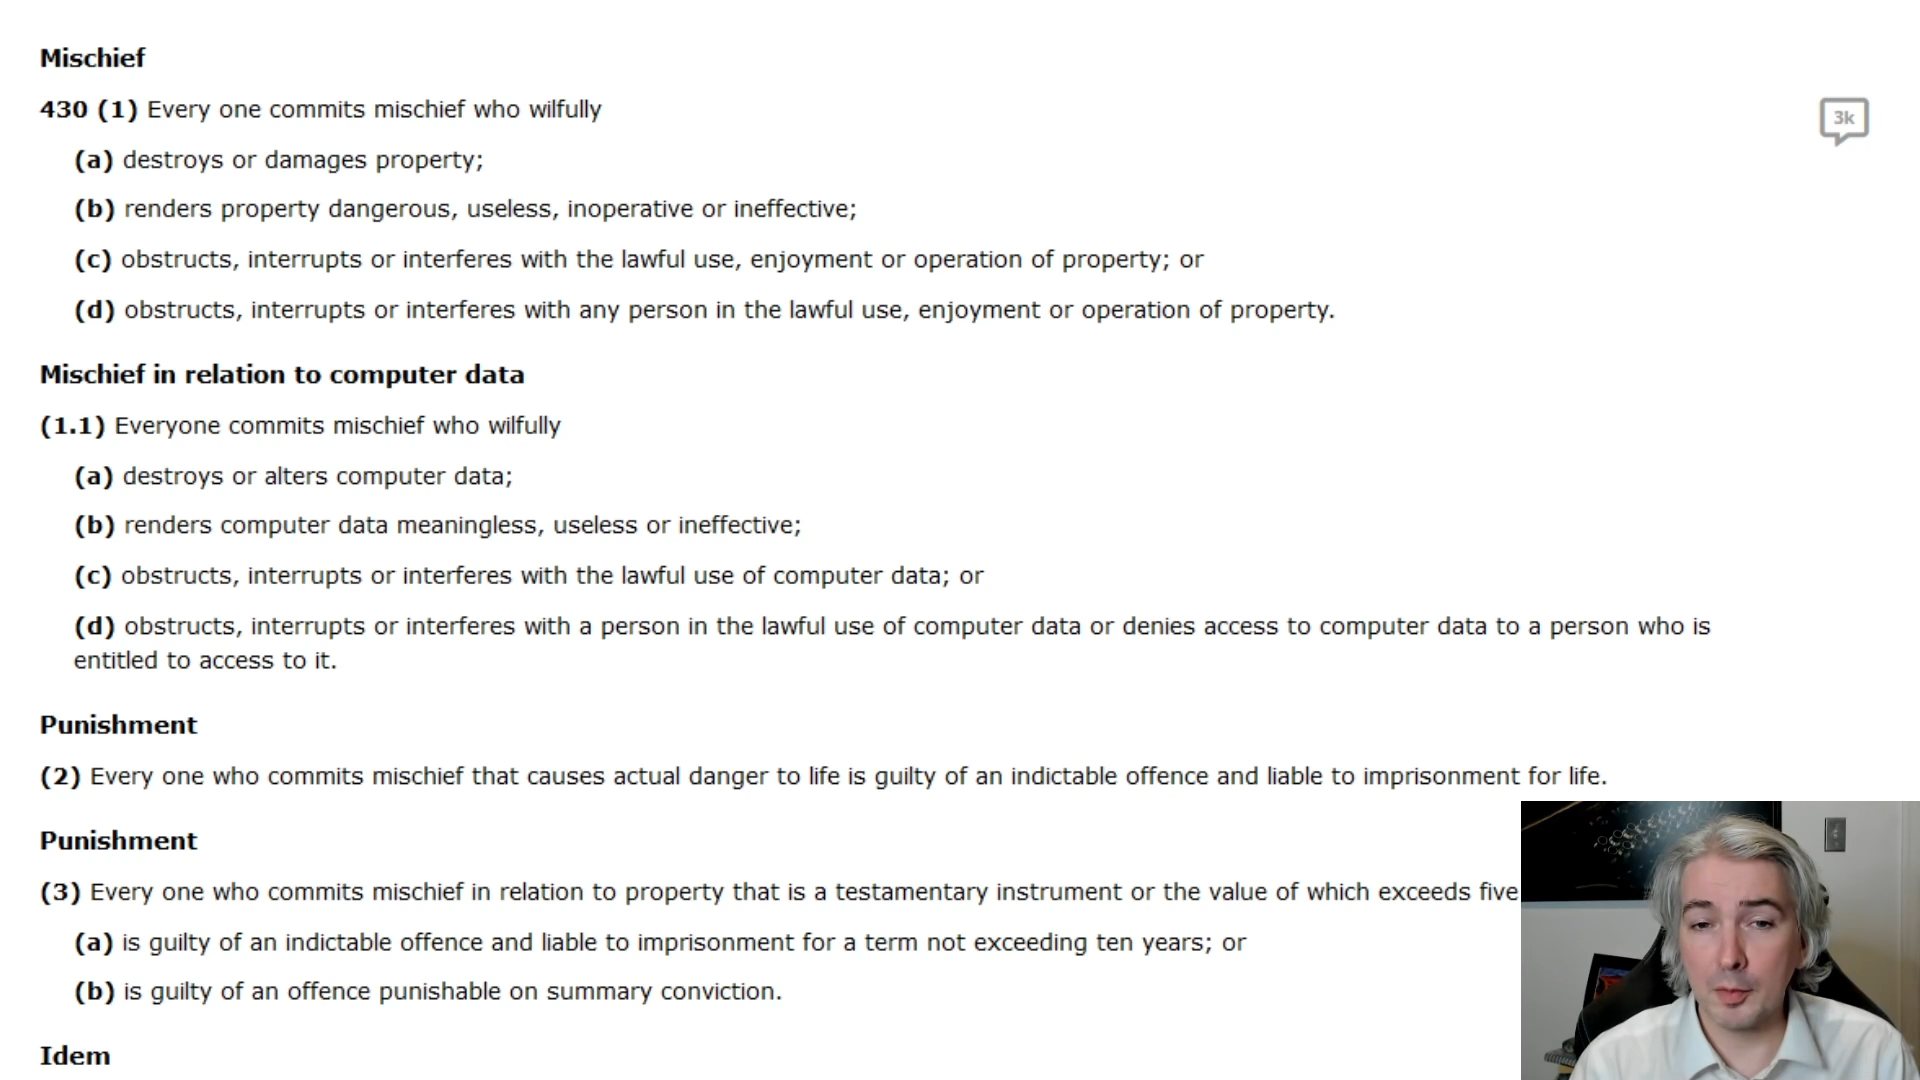 Mischief
430 (1) Every one commits mischief who wilfully
3k
(a) destroys or damages property;
(b) renders property dangerous, useless, inoperative or ineffective;
(c) obstructs, interrupts or interferes with the lawful use, enjoyment or operation of property; or
(d) obstructs, interrupts or interferes with any person in the lawful use, enjoyment or operation of property.
Mischief in relation to computer data
(1.1) Everyone commits mischief who wilfully
(a) destroys or alters computer data;
(b) renders computer data meaningless, useless or ineffective;
(c) obstructs, interrupts or interferes with the lawful use of computer data; or
(d) obstructs, interrupts or interferes with a person in the lawful use of computer data or denies access to computer data to a person who is
entitled to access to it.
Punishment
(2) Every one who commits mischief that causes actual danger to life is guilty of an indictable offence and liable to imprisonment for life.
Punishment
(3) Every one who commits mischief in relation to property that is a testamentary instrument or the value of which exceeds five
(a) is guilty of an indictable offence and liable to imprisonment for a term not exceeding ten years; or
(b) is guilty of an offence punishable on summary conviction.
Idem